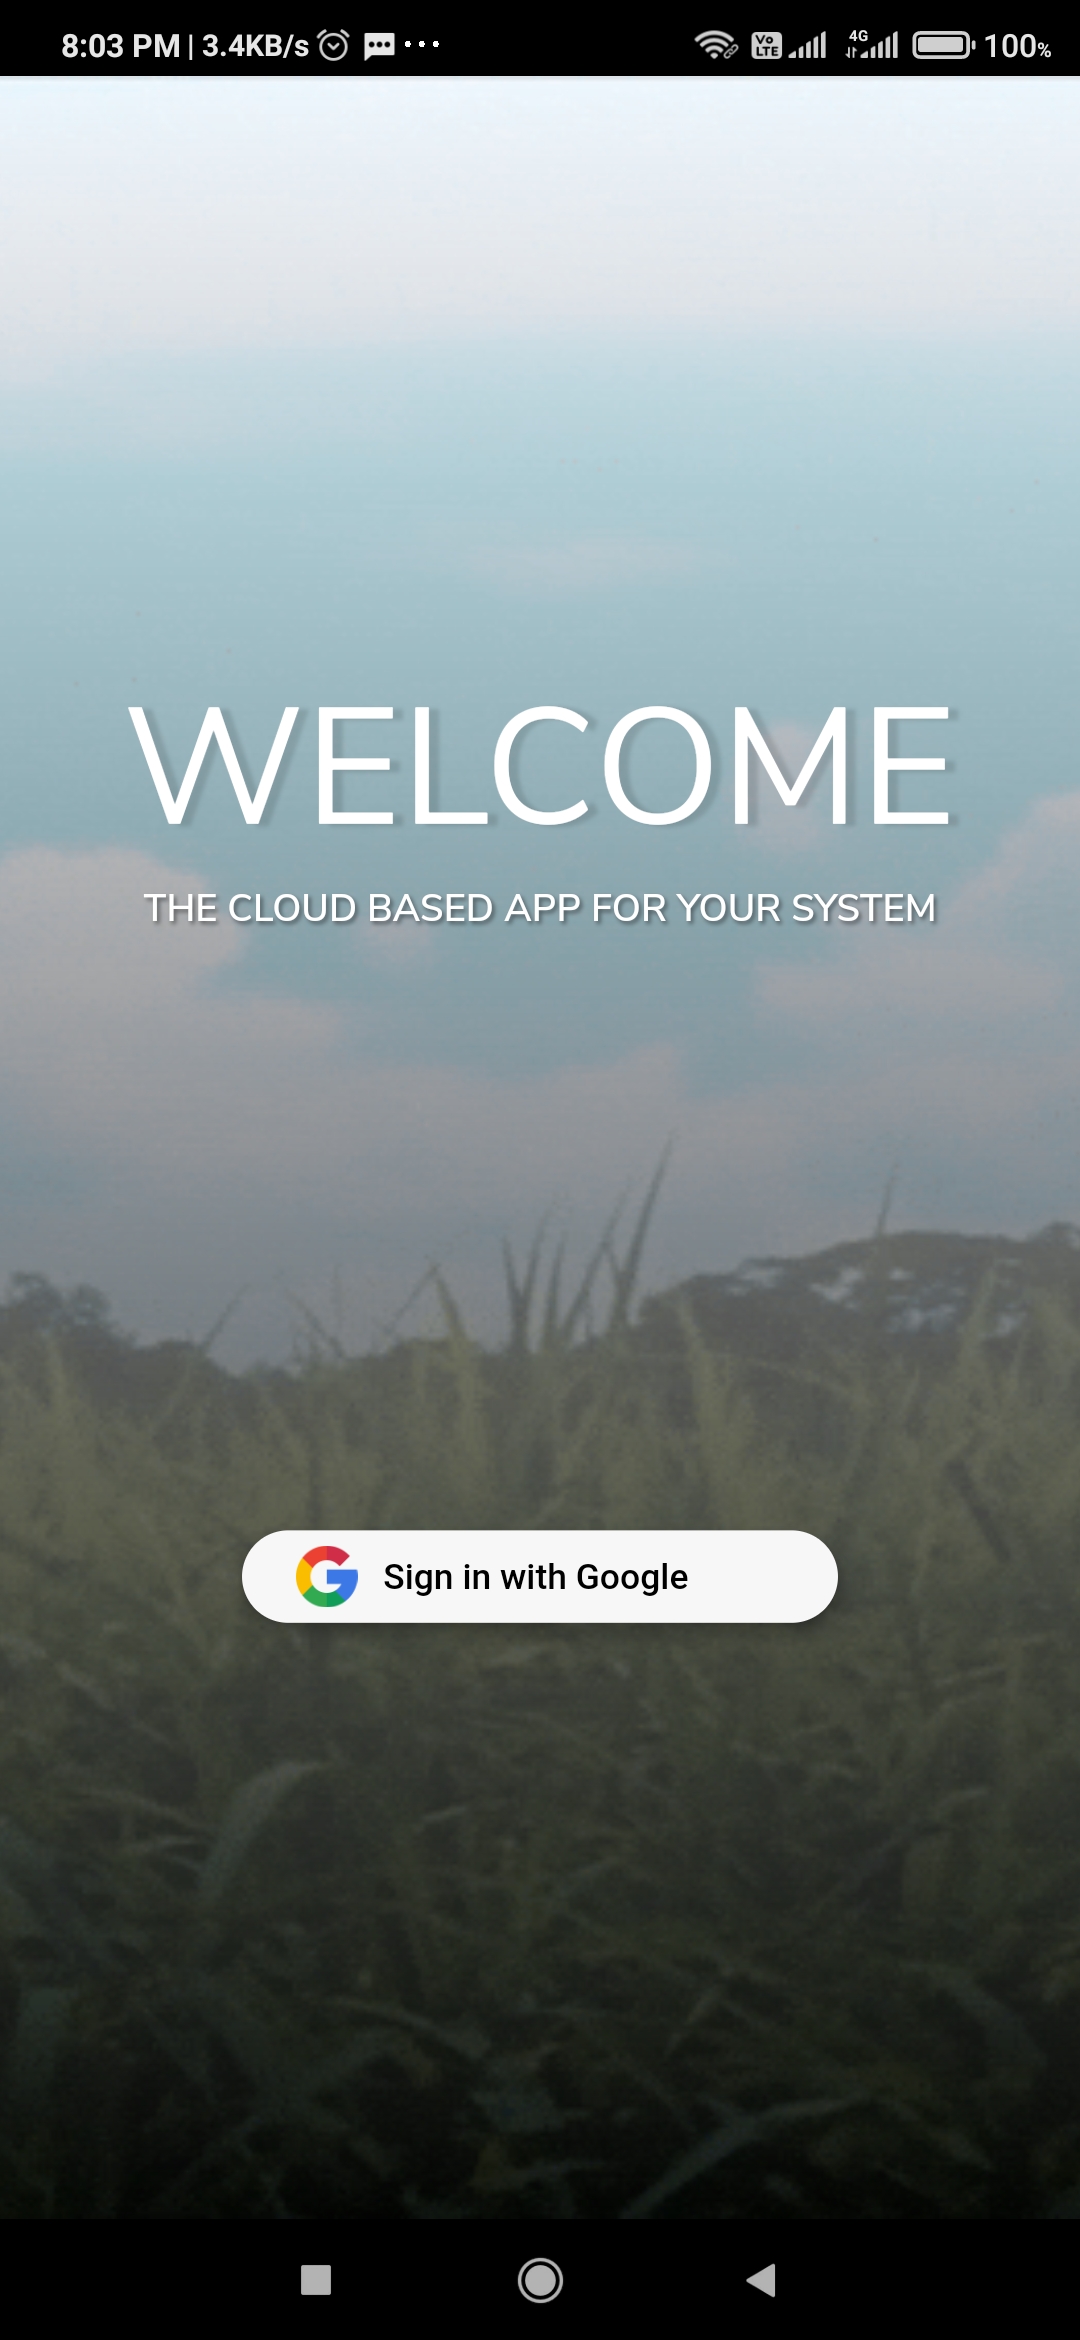 8:03 PM | 3.4KB/s ... Vo LTE 4G 100%
WELCOME
THE CLOUD BASED APP FOR YOUR SYSTEM
Sign in with Google